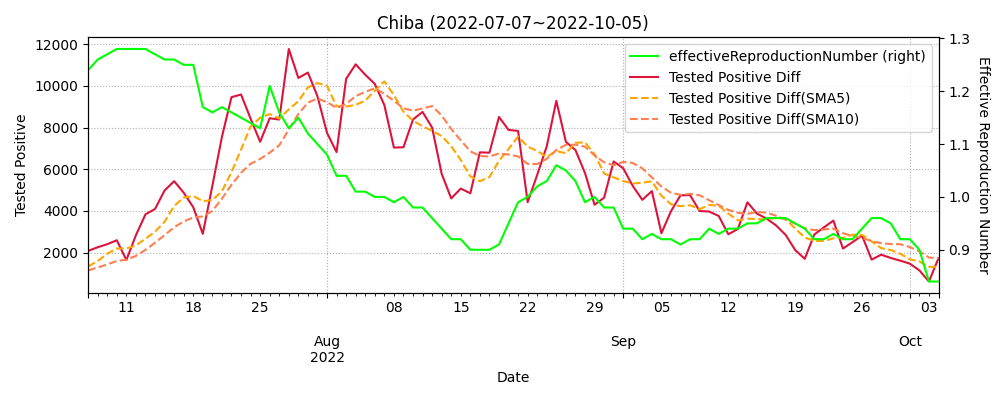 Chiba (2022-07-07~2022-10-05)
effectiveReproductionNumber (right)
Tested Positive Diff
Tested Positive Diff(SMA5)
Tested Positive Diff(SMA10)
Tested Positive
12000
10000
8000
6000
4000
2000
1.3
1.2
1.1
1.0
0.9
Effective Reproduction Number
11 18 25 08 15 22 29 05 12 19 26 03
Aug Sep Oct
2022
Date